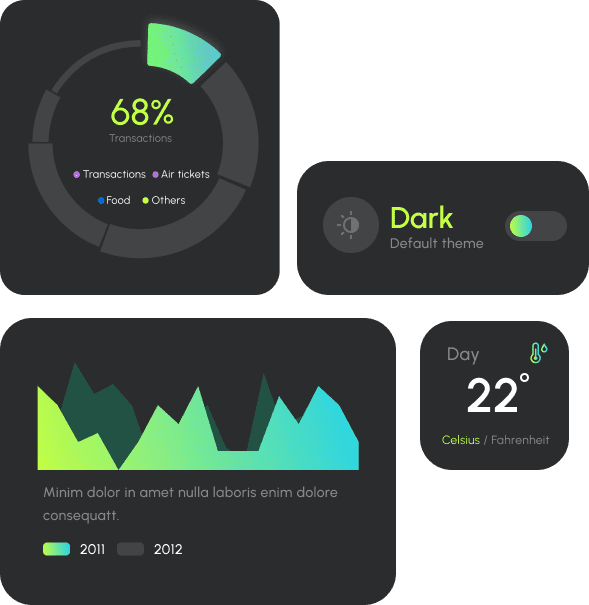 68%
Transactions
Transactions Air tickets
Food Others
Dark
Default theme
Day
22°
Celsius / Fahrenheit
Minim dolor in amet nulla laboris enim dolore
consequatt.
2011 2012